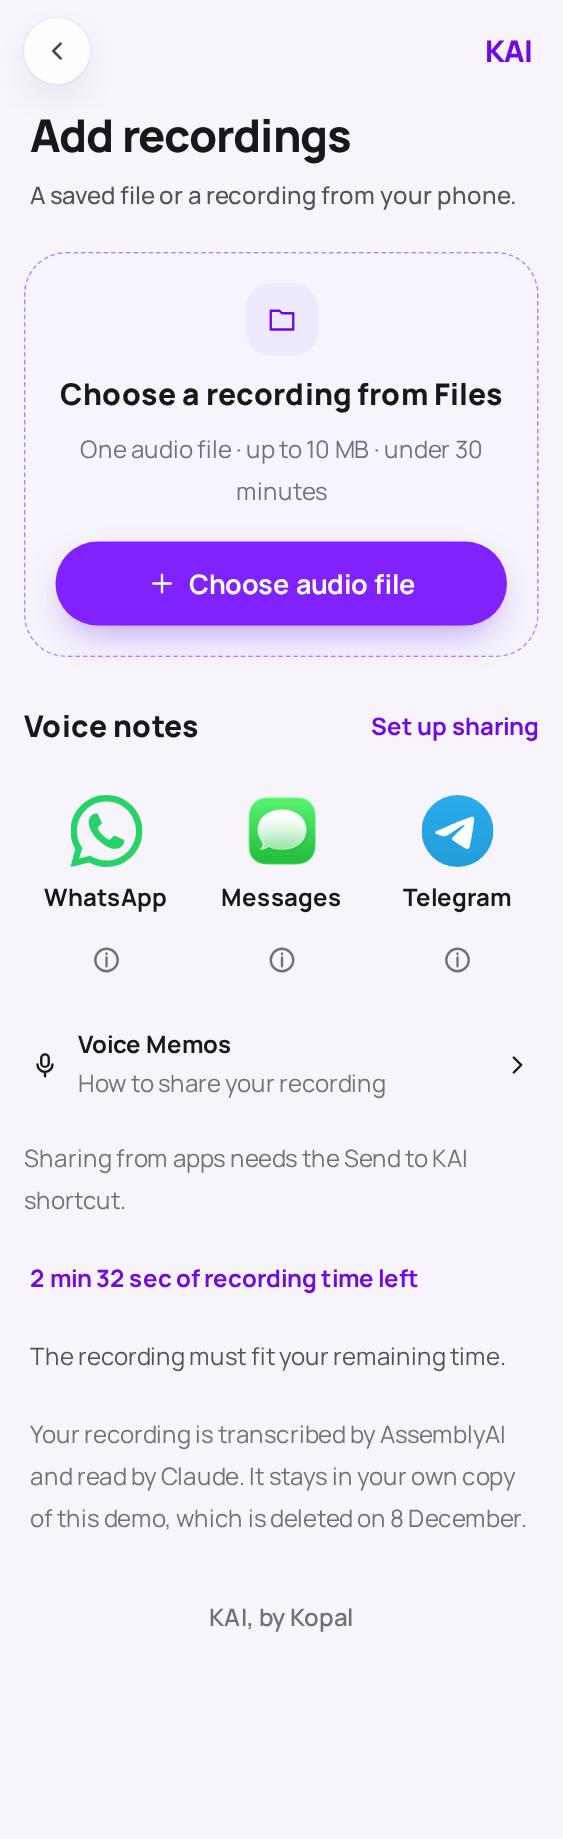 KAI
Add recordings
A saved file or a recording from your phone.
Choose a recording from Files
One audio file · up to 10 MB · under 30
minutes
Choose audio file
Voice notes
Set up sharing
WhatsApp
Messages
Telegram
Voice Memos
How to share your recording
Sharing from apps needs the Send to KAI
shortcut.
2 min 32 sec of recording time left
The recording must fit your remaining time.
Your recording is transcribed by AssemblyAI
and read by Claude. It stays in your own copy
of this demo, which is deleted on 8 December.
KAI, by Kopal